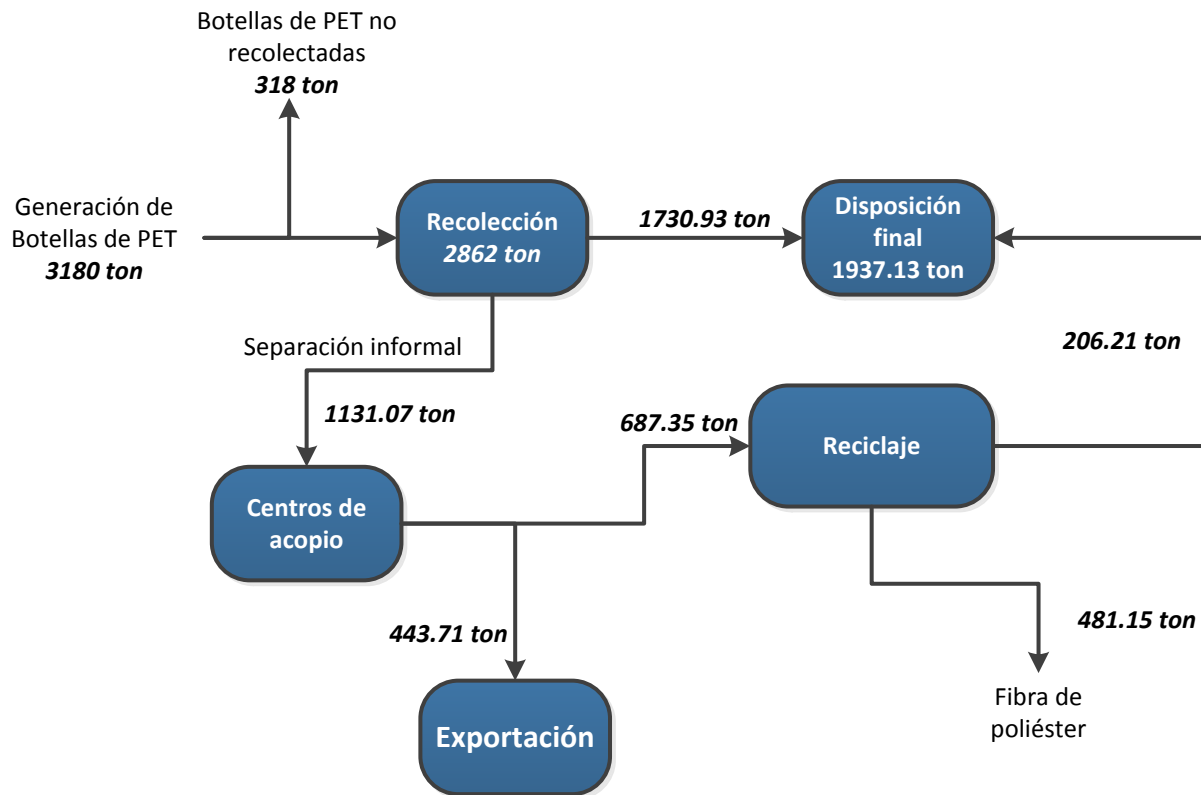 Botellas de PET no
recolectadas
318 ton
Generación de
Botellas de PET
3180 ton
Recolección
2862 ton
1730.93 ton
Disposición
final
1937.13 ton
Separación informal
206.21 ton
1131.07 ton
687.35 ton
Reciclaje
Centros de
acopio
443.71 ton
481.15 ton
Exportación
Fibra de
poliéster